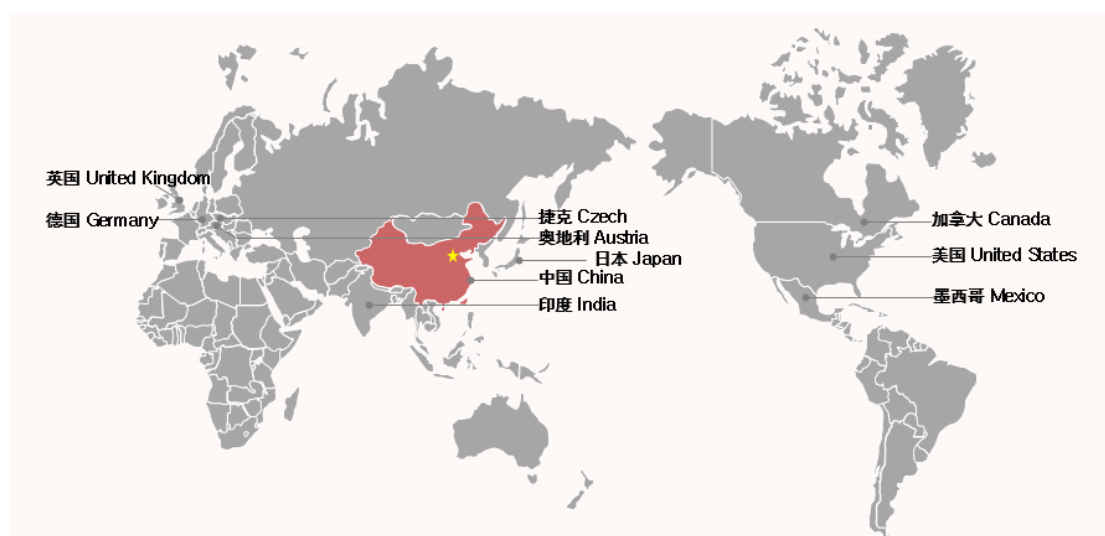 英国 United Kingdom
德国 Germany
捷克 Czech
奥地利 Austria
日本 Japan
中国 China
印度 India
加拿大 Canada
美国 United States
墨西哥 Mexico